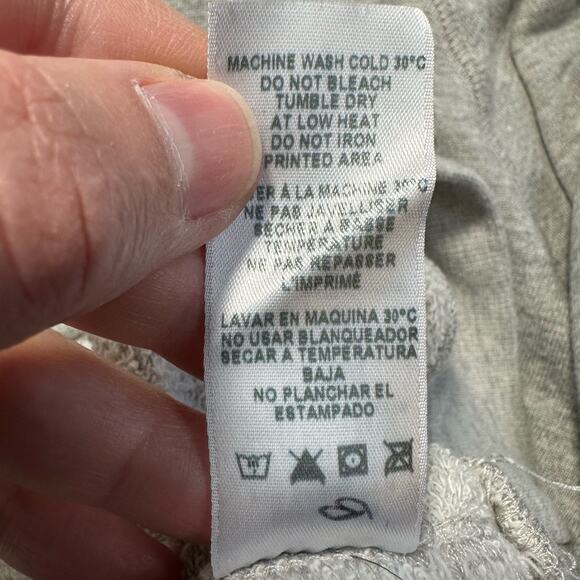 MACHINE WASH COLD 30°C
DO NOT BLEACH
TUMBLE DRY
AT LOW HEAT
DO NOT IRON
PRINTED AREA
À LA MACHINE 30°C
NE PAS JAVELLISER
SECHER A BASSE
TEMPERATURE
NE PAS REPASSER
L'IMPRIMÉ
LAVAR EN MAQUINA 30°C
NO USAR BLANQUEADOR
SECAR A TEMPERATURA
BAJA
NO PLANCHAR EL
ESTAMPADO